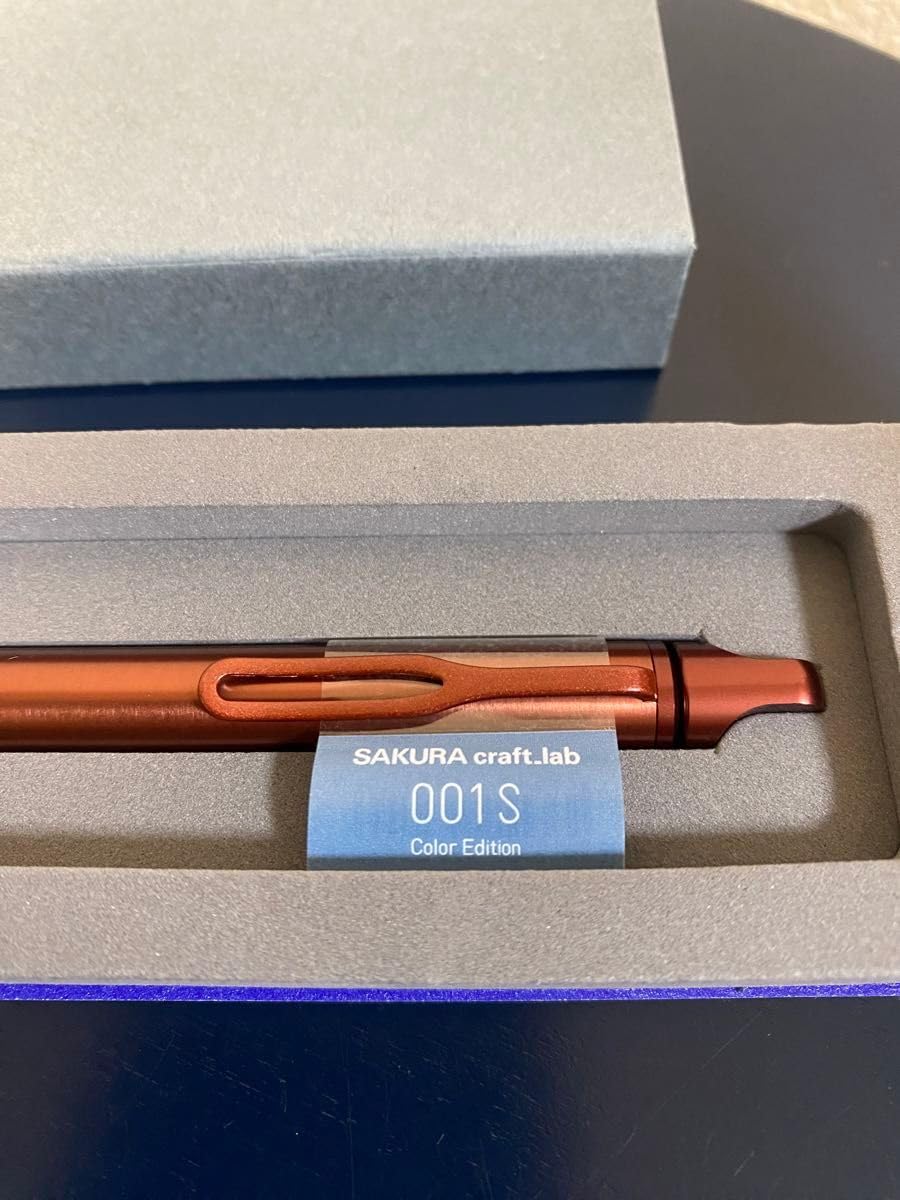 SAKURA craft_lab
001S
Color Edition